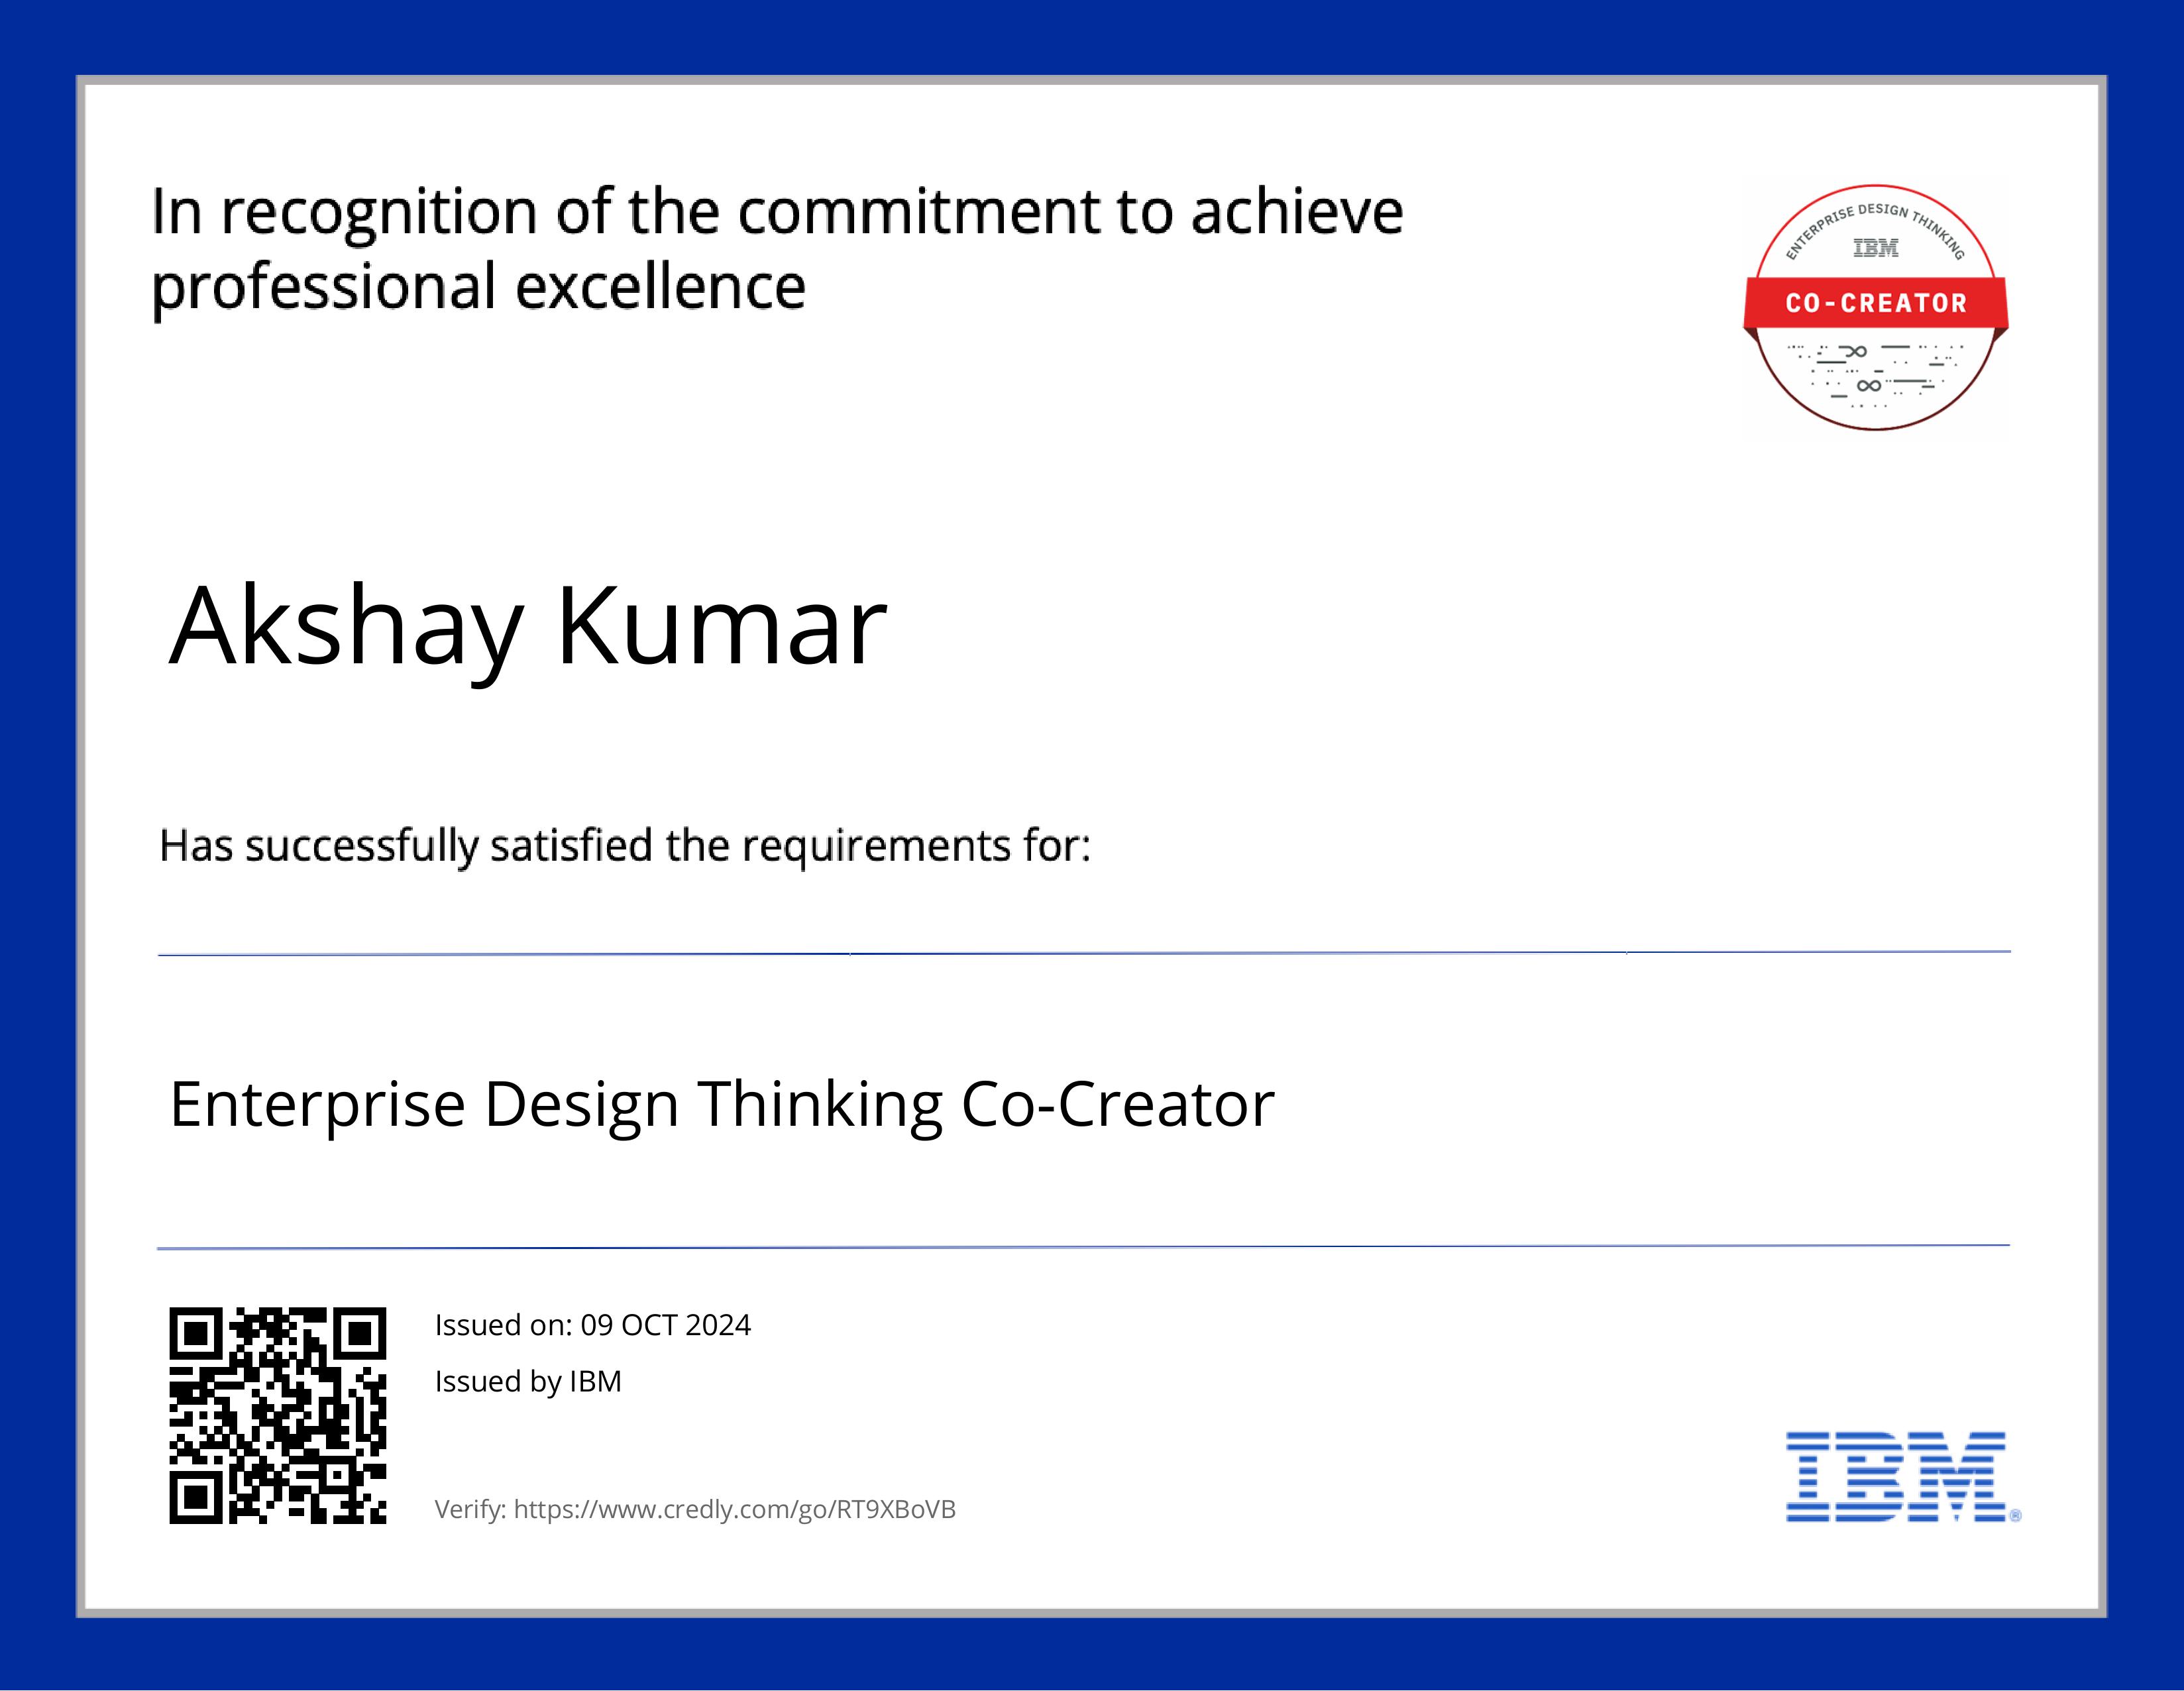 In recognition of the commitment to achieve
professional excellence
ENTERPRISE DESIGN THINKING
IBM
CO-CREATOR
Akshay Kumar
Has successfully satisfied the requirements for:
Enterprise Design Thinking Co-Creator
Issued on: 09 OCT 2024
Issued by IBM
Verify: https://www.credly.com/go/RT9XBoVB
IBM®